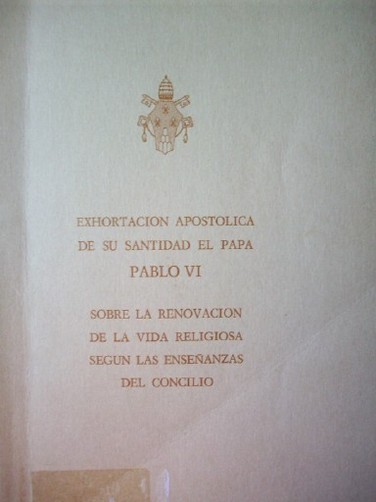 EXHORTACION APOSTOLICA
DE SU SANTIDAD EL PAPA
PABLO VI
SOBRE LA RENOVACION
DE LA VIDA RELIGIOSA
SEGUN LAS ENSEÑANZAS
DEL CONCILIO